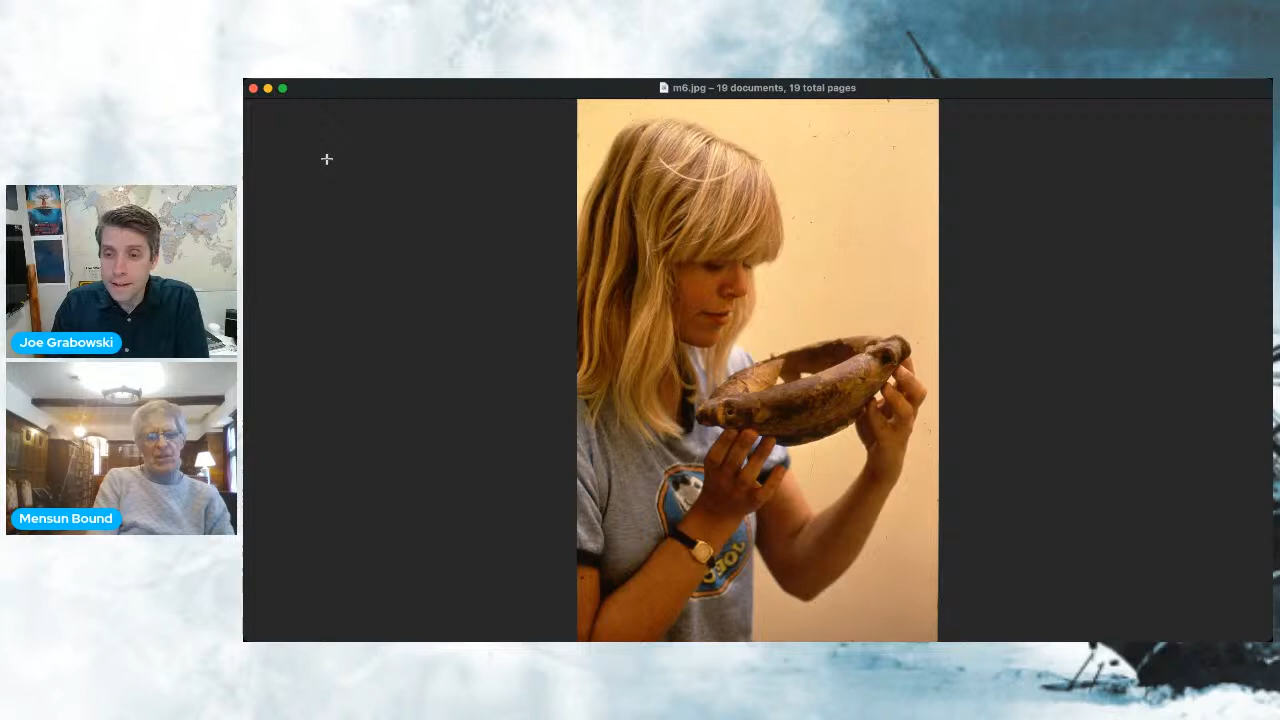 m6.jpg – 19 documents, 19 total pages
Joe Grabowski
Mensun Bound